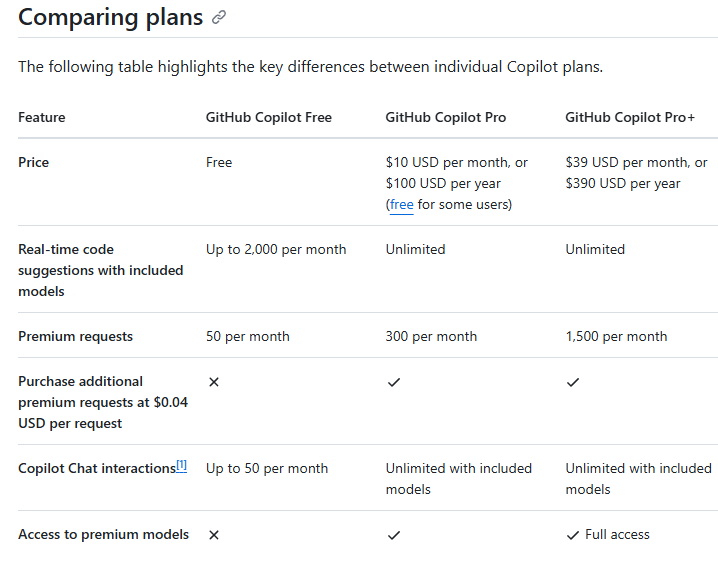 Comparing plans
The following table highlights the key differences between individual Copilot plans.
Feature GitHub Copilot Free GitHub Copilot Pro GitHub Copilot Pro+
Price Free $10 USD per month, or $39 USD per month, or
$100 USD per year $390 USD per year
(free for some users)
Real-time code Up to 2,000 per month Unlimited Unlimited
suggestions with included
models
Premium requests 50 per month 300 per month 1,500 per month
Purchase additional ✕ ✓ ✓
premium requests at $0.04
USD per request
Copilot Chat interactions[1] Up to 50 per month Unlimited with included Unlimited with included
models models
Access to premium models ✕ ✓ ✓ Full access